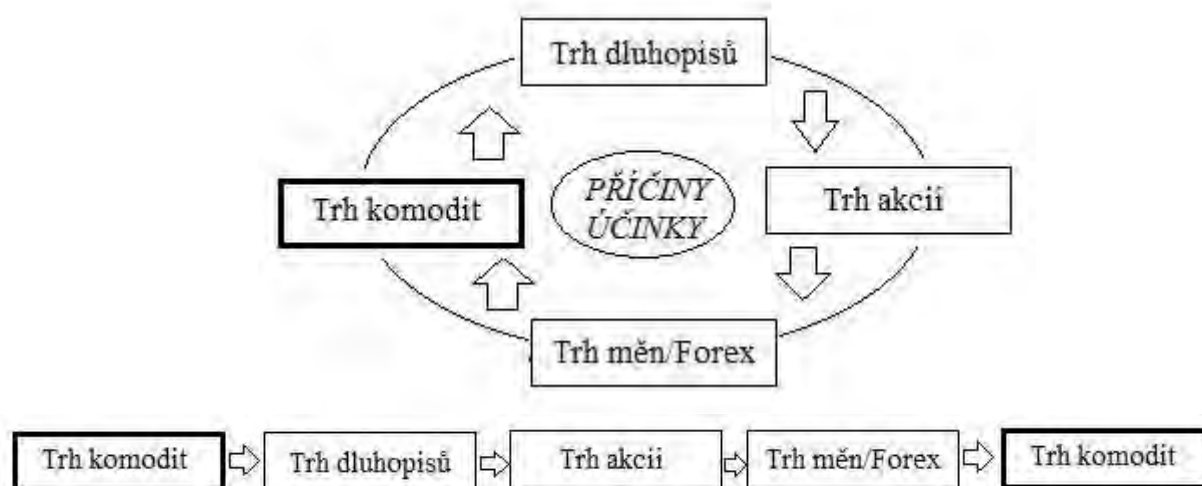 Trh dluhopisů
Trh komodit
PŘÍČINY
ÚČINKY
Trh akcií
Trh měn/Forex
Trh komodit
Trh dluhopisů
Trh akcií
Trh měn/Forex
Trh komodit